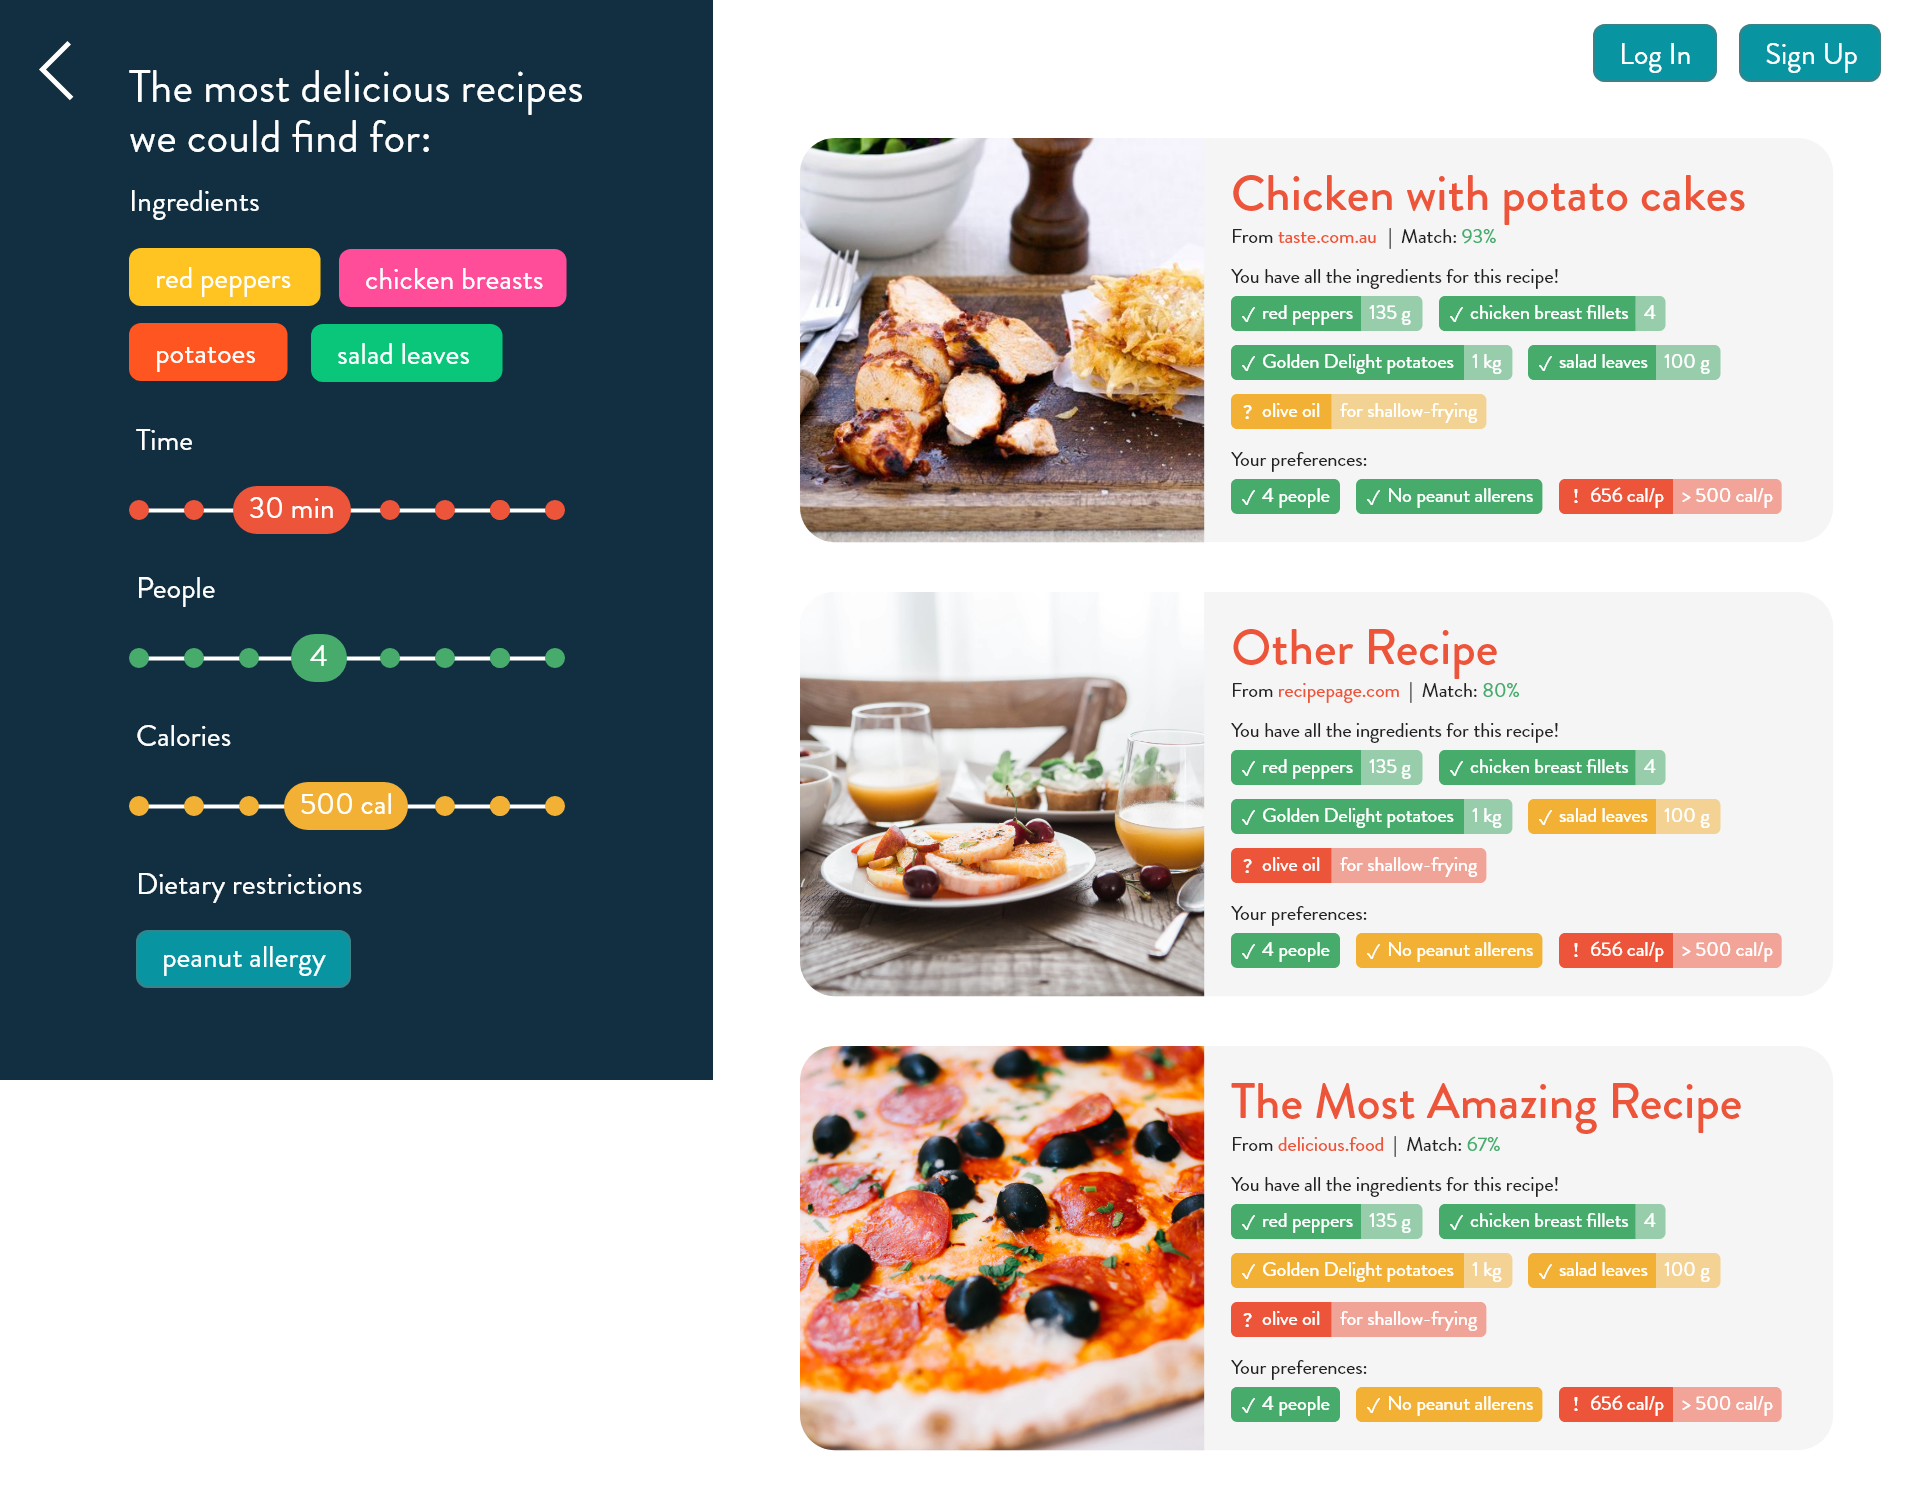 The most delicious recipes
we could find for:
Ingredients
red peppers
chicken breasts
potatoes
salad leaves
Time
30 min
People
4
Calories
500 cal
Dietary restrictions
peanut allergy
Log In
Sign Up
Chicken with potato cakes
From taste.com.au | Match: 93%
You have all the ingredients for this recipe!
✓ red peppers 135 g ✓ chicken breast fillets 4
✓ Golden Delight potatoes 1 kg ✓ salad leaves 100 g
? olive oil for shallow-frying
Your preferences:
✓ 4 people ✓ No peanut allerens ! 656 cal/p > 500 cal/p
Other Recipe
From recipepage.com | Match: 80%
You have all the ingredients for this recipe!
✓ red peppers 135 g ✓ chicken breast fillets 4
✓ Golden Delight potatoes 1 kg ✓ salad leaves 100 g
? olive oil for shallow-frying
Your preferences:
✓ 4 people ✓ No peanut allerens ! 656 cal/p > 500 cal/p
The Most Amazing Recipe
From delicious.food | Match: 67%
You have all the ingredients for this recipe!
✓ red peppers 135 g ✓ chicken breast fillets 4
✓ Golden Delight potatoes 1 kg ✓ salad leaves 100 g
? olive oil for shallow-frying
Your preferences:
✓ 4 people ✓ No peanut allerens ! 656 cal/p > 500 cal/p